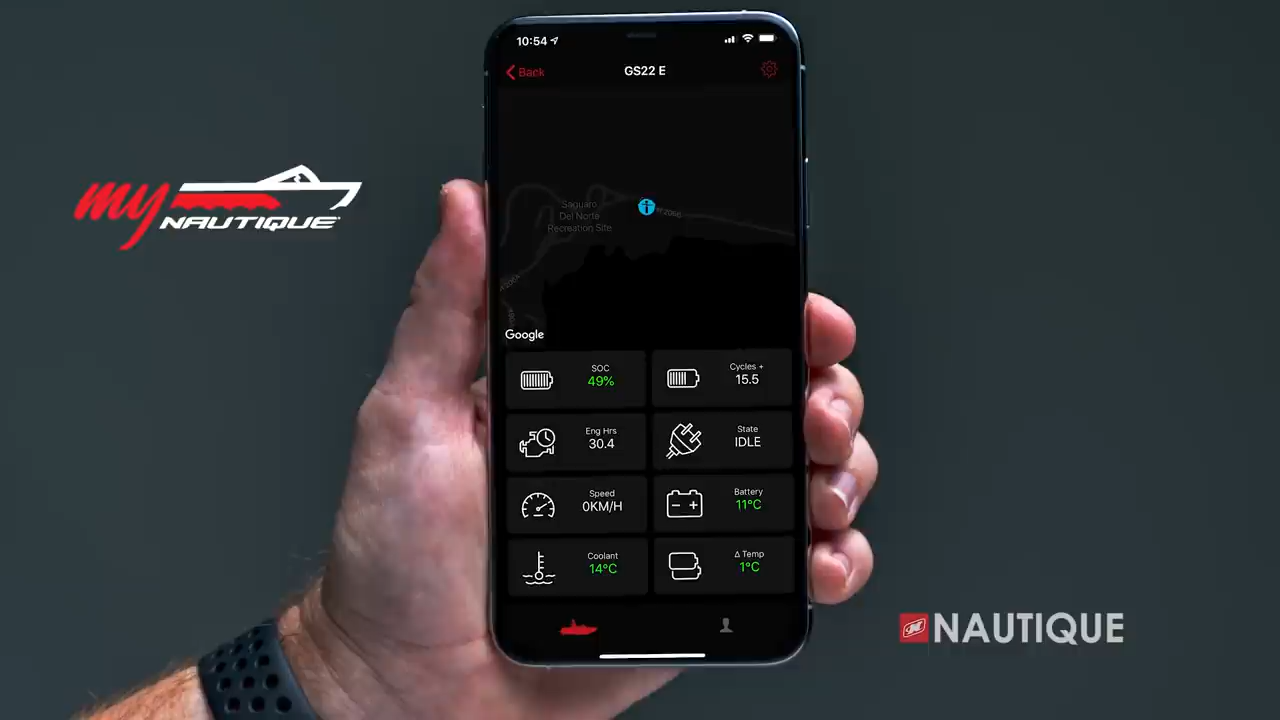 10:54
Back
GS22 E
Saguaro
Del Norte
Recreation Site
Google
SOC
49%
Cycles +
15.5
Eng Hrs
30.4
State
IDLE
Speed
0KM/H
Battery
11°C
Coolant
14°C
Δ Temp
1°C
my
NAUTIQUE
NAUTIQUE